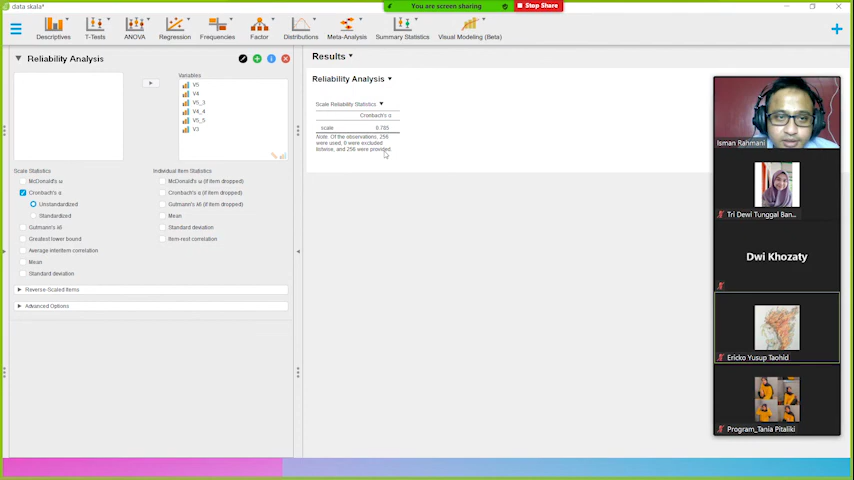 data skala*
You are screen sharing
Stop Share
Descriptives
T-Tests
ANOVA
Regression
Frequencies
Factor
Distributions
Meta-Analysis
Summary Statistics
Visual Modeling (Beta)
Reliability Analysis
Variables
V5
V4
V5_3
V4_4
V5_5
V3
Scale Statistics
McDonald's ω
Cronbach's α
Unstandardized
Standardized
Guttman's λ6
Greatest lower bound
Average interitem correlation
Mean
Standard deviation
Individual Item Statistics
McDonald's ω (if item dropped)
Cronbach's α (if item dropped)
Guttman's λ6 (if item dropped)
Mean
Standard deviation
Item-rest correlation
Reverse-Scaled Items
Advanced Options
Results
Reliability Analysis
Scale Reliability Statistics
Cronbach's α
scale 0.785
Note. Of the observations, 256
were used, 0 were excluded
listwise, and 256 were provided.
Isman Rahmani
Tri Dewi Tunggal Ban...
Dwi Khozaty
Ericko Yusup Taohid
Program_Tania Pitaliki